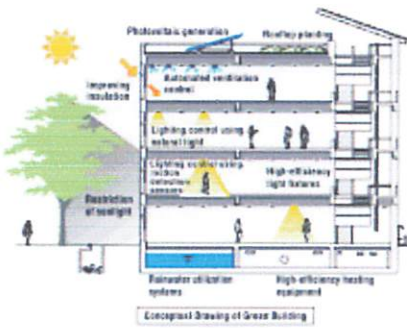 Photovoltaic generation
Rooftop planting
Improving
insulation
Automated ventilation
control
Lighting control using
natural light
Lighting control using
motion
detection sensors
High-efficiency
light fixtures
Restriction
of sunlight
Rainwater utilization
systems
High-efficiency heating
equipment
Conceptual Drawing of Green Building